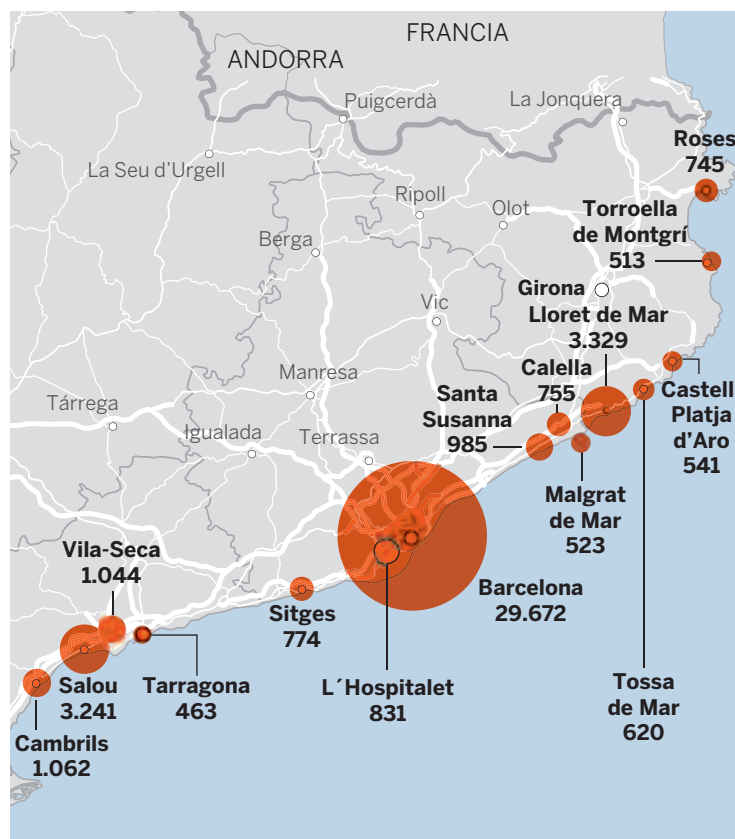 FRANCIA
ANDORRA
Puigcerdà
La Jonquera
La Seu d'Urgell
Roses
745
Ripoll
Olot
Torroella
de Montgrí
513
Berga
Girona
Vic
Lloret de Mar
3.329
Manresa
Calella
755
Santa
Susanna
985
Castell
Platja
d'Aro
541
Tárrega
Igualada
Terrassa
Malgrat
de Mar
523
Vila-Seca
1.044
Barcelona
29.672
Sitges
774
Salou
3.241
Tarragona
463
L´Hospitalet
831
Tossa
de Mar
620
Cambrils
1.062